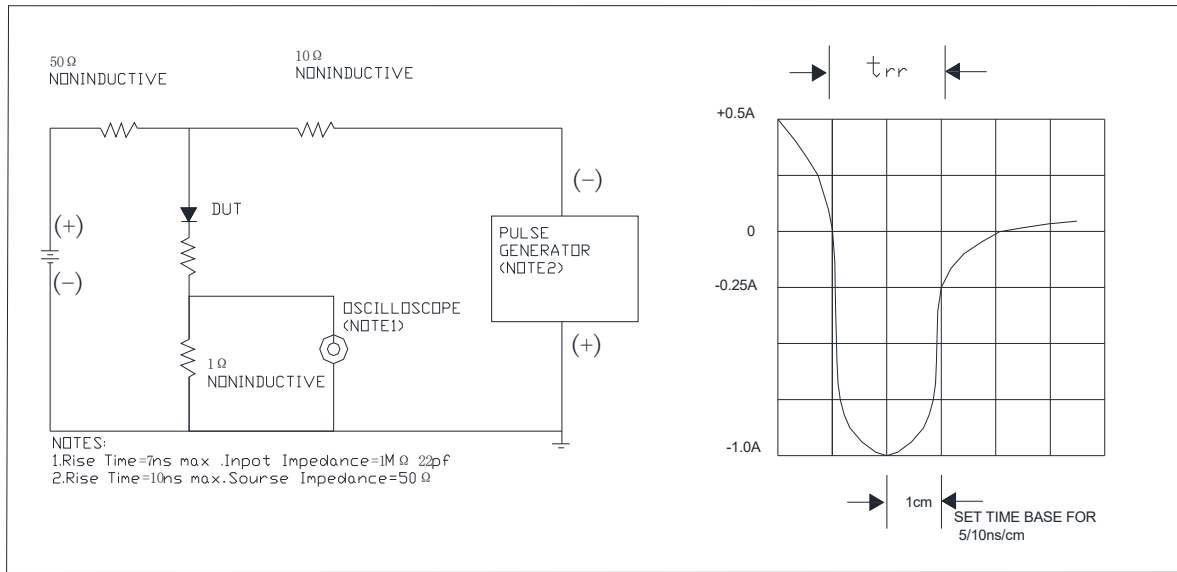 50Ω
NONINDUCTIVE
10Ω
NONINDUCTIVE
(+)
(-)
DUT
1Ω
NONINDUCTIVE
OSCILLOSCOPE
(NOTE1)
(-)
PULSE
GENERATOR
(NOTE2)
(+)
NOTES:
1.Rise Time=7ns max .Inpot Impedance=1MΩ 22pf
2.Rise Time=10ns max.Sourse Impedance=50Ω
trr
+0.5A
0
-0.25A
-1.0A
1cm
SET TIME BASE FOR
5/10ns/cm